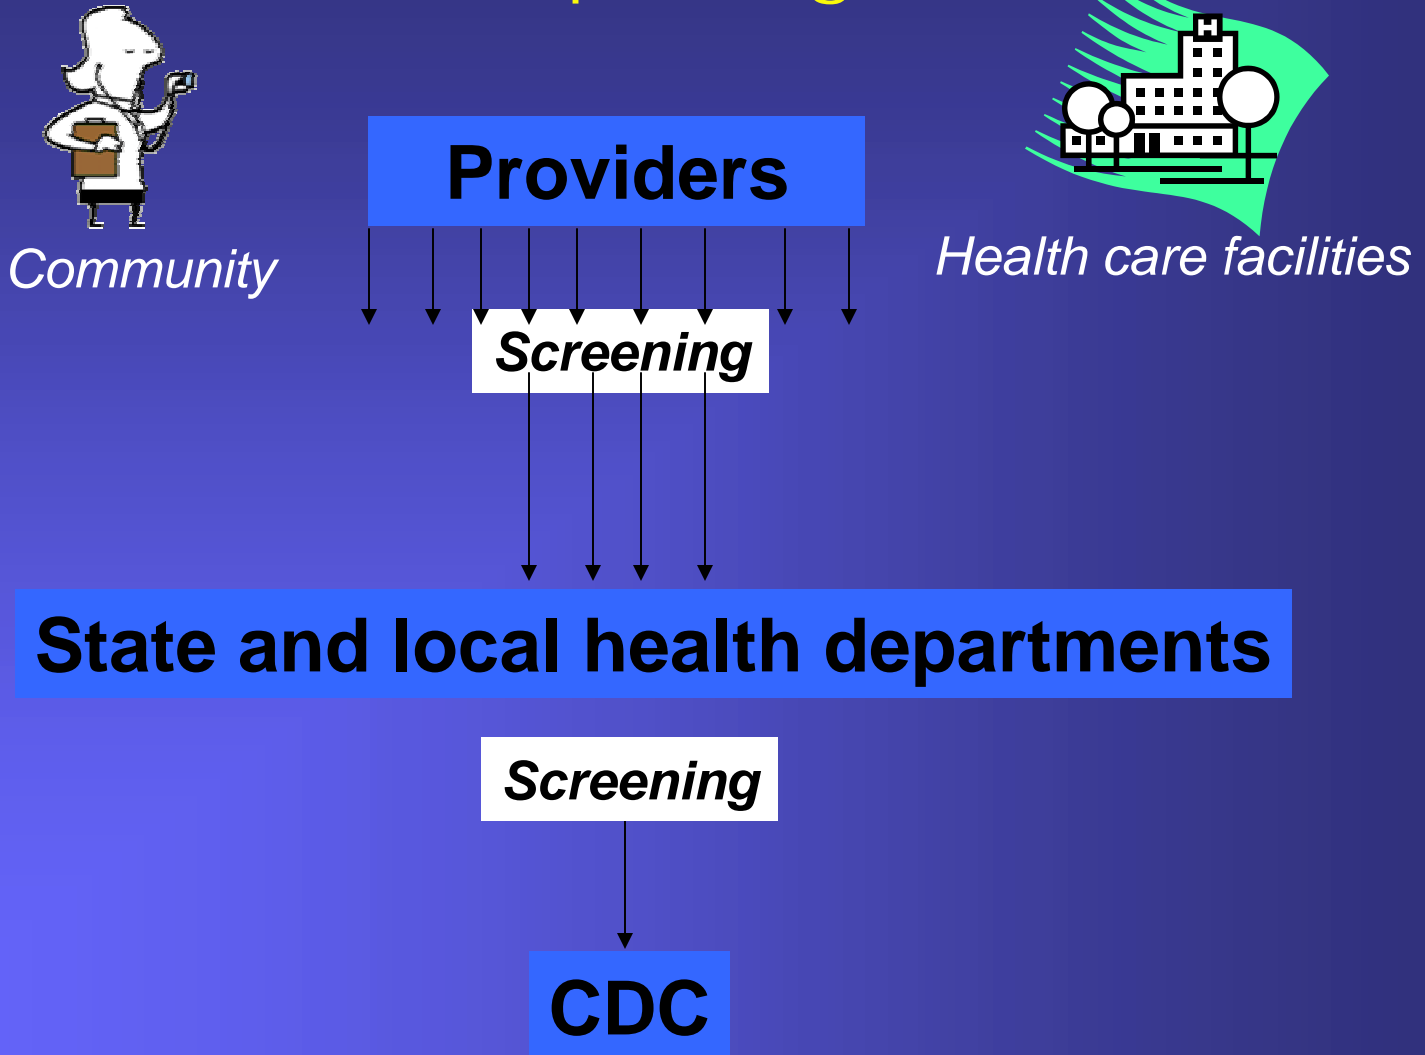 Providers
Community
Health care facilities
Screening
State and local health departments
Screening
CDC
H